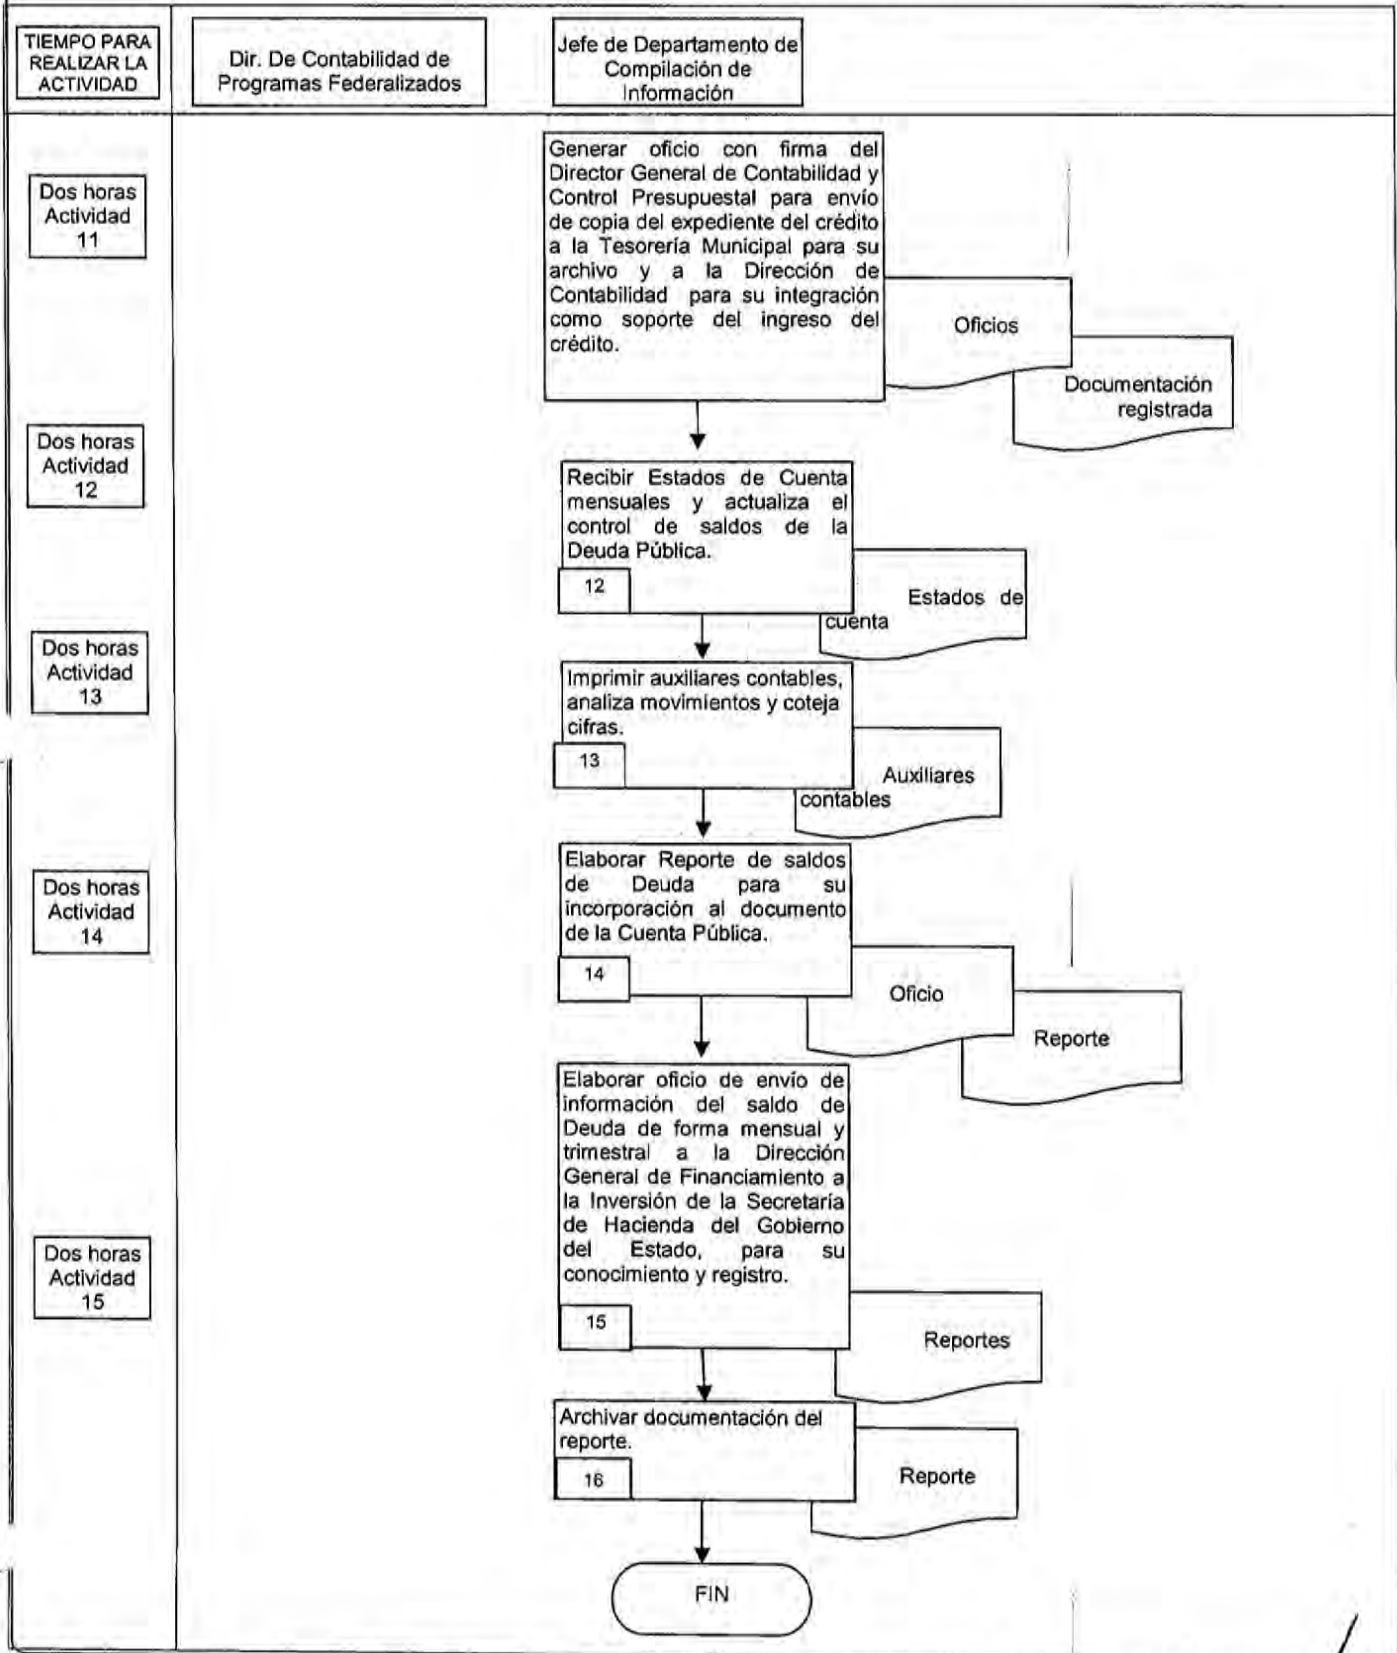 TIEMPO PARA
REALIZAR LA
ACTIVIDAD
Dir. De Contabilidad de
Programas Federalizados
Jefe de Departamento de
Compilación de
Información
Dos horas
Actividad
11
Generar oficio con firma del
Director General de Contabilidad y
Control Presupuestal para envío
de copia del expediente del crédito
a la Tesorería Municipal para su
archivo y a la Dirección de
Contabilidad para su integración
como soporte del ingreso del
crédito.
Oficios
Documentación
registrada
Dos horas
Actividad
12
Recibir Estados de Cuenta
mensuales y actualiza el
control de saldos de la
Deuda Pública.
12
Estados de
cuenta
Dos horas
Actividad
13
Imprimir auxiliares contables,
analiza movimientos y coteja
cifras.
13
Auxiliares
contables
Dos horas
Actividad
14
Elaborar Reporte de saldos
de Deuda para su
incorporación al documento
de la Cuenta Pública.
14
Oficio
Reporte
Elaborar oficio de envío de
información del saldo de
Deuda de forma mensual y
trimestral a la Dirección
General de Financiamiento a
la Inversión de la Secretaría
de Hacienda del Gobierno
del Estado, para su
conocimiento y registro.
Dos horas
Actividad
15
15
Reportes
Archivar documentación del
reporte.
16
Reporte
FIN